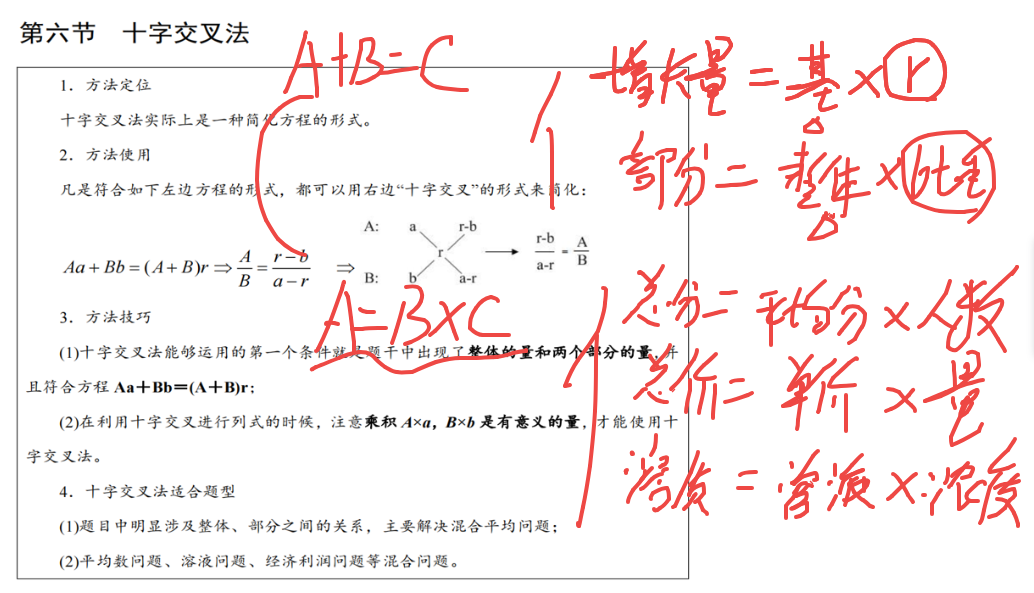 第六节 十字交叉法
A+B=C
1. 方法定位
十字交叉法实际上是一种简化方程的形式。
2. 方法使用
凡是符合如下左边方程的形式，都可以用右边“十字交叉”的形式来简化：
Aa+Bb=(A+B)r⇒A/B=(r-b)/(a-r) ⇒
A: a r-b
r → (r-b)/(a-r)=A/B
B: b a-r
A=B×C
3. 方法技巧
(1)十字交叉法能够运用的第一个条件就是题干中出现了整体的量和两个部分的量，并
且符合方程 Aa＋Bb＝(A＋B)r；
(2)在利用十字交叉进行列式的时候，注意乘积 A×a，B×b 是有意义的量，才能使用十
字交叉法。
4. 十字交叉法适合题型
(1)题目中明显涉及整体、部分之间的关系，主要解决混合平均问题；
(2)平均数问题、溶液问题、经济利润问题等混合问题。
增长量=基×r
部分=整体×比重
总分=平均分×人数
总价=单价×量
溶质=溶液×浓度